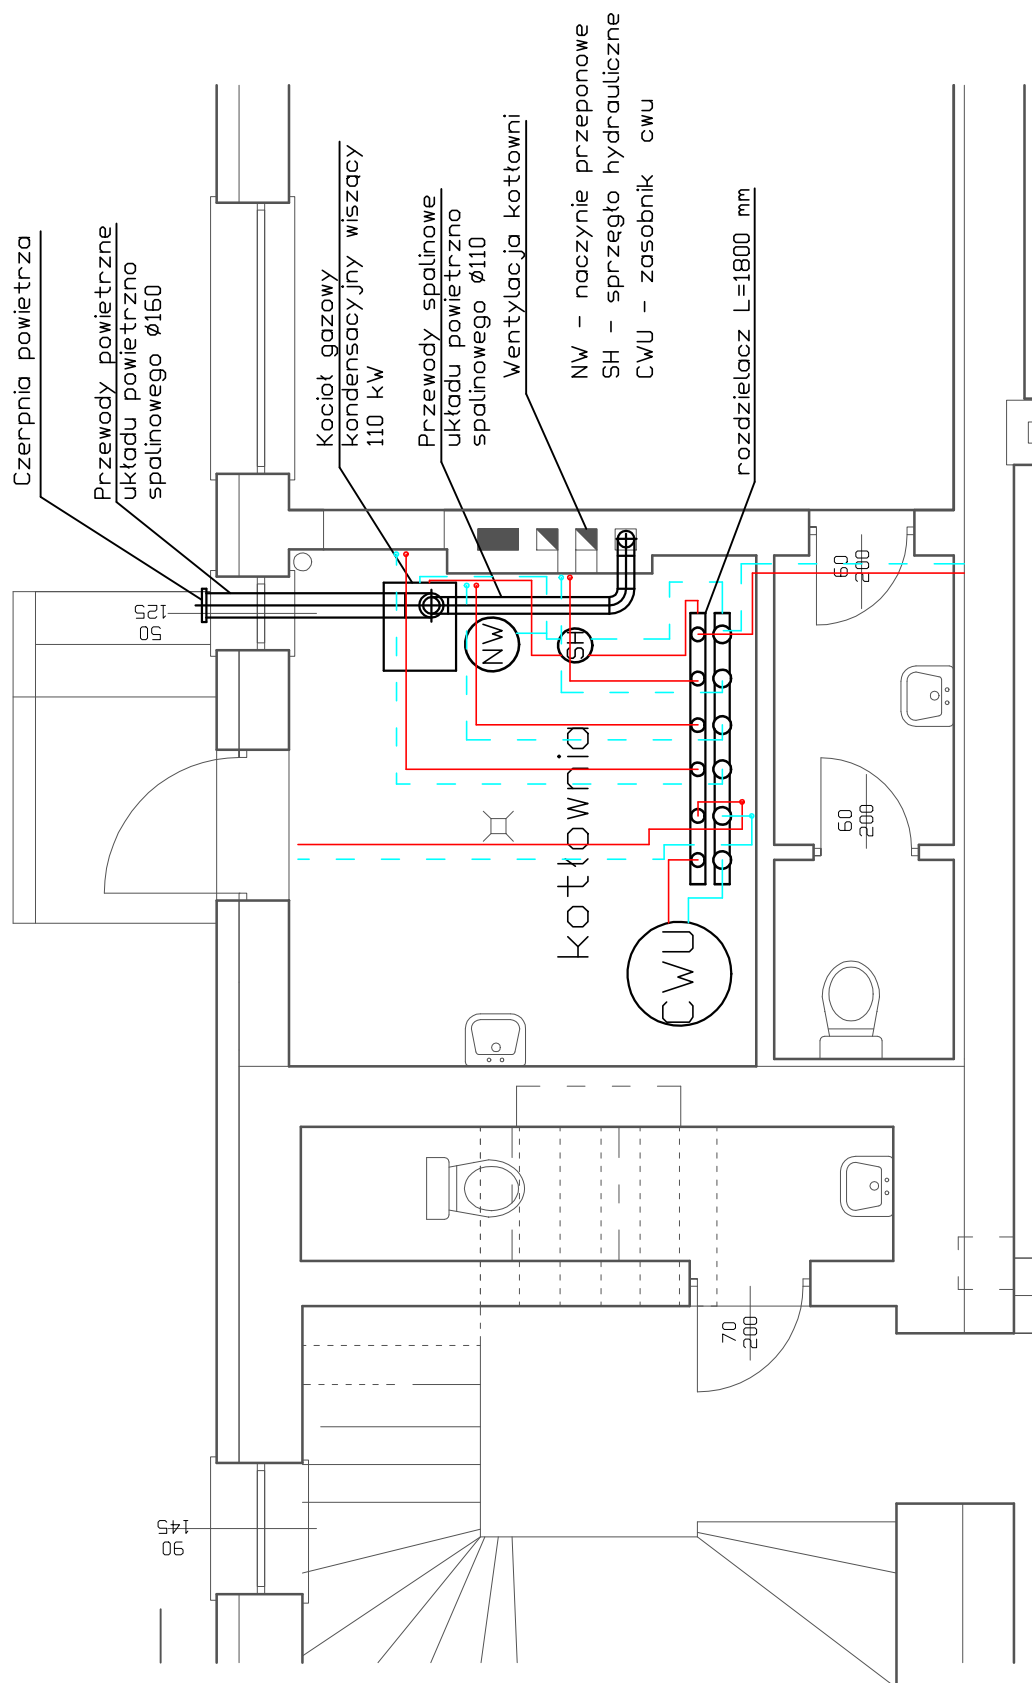 Czerpnia powietrza
Przewody powietrzne
układu powietrzno
spalinowego ø160
Kocioł gazowy
kondensacyjny wiszący
110 kW
Przewody spalinowe
układu powietrzno
spalinowego ø110
Wentylacja kotłowni
NW - naczynie przeponowe
SH - sprzęgło hydrauliczne
CWU - zasobnik cwu
rozdzielacz L=1800 mm
50
125
NW
SH
kotłownia
CWU
60
200
60
200
70
200
90
145